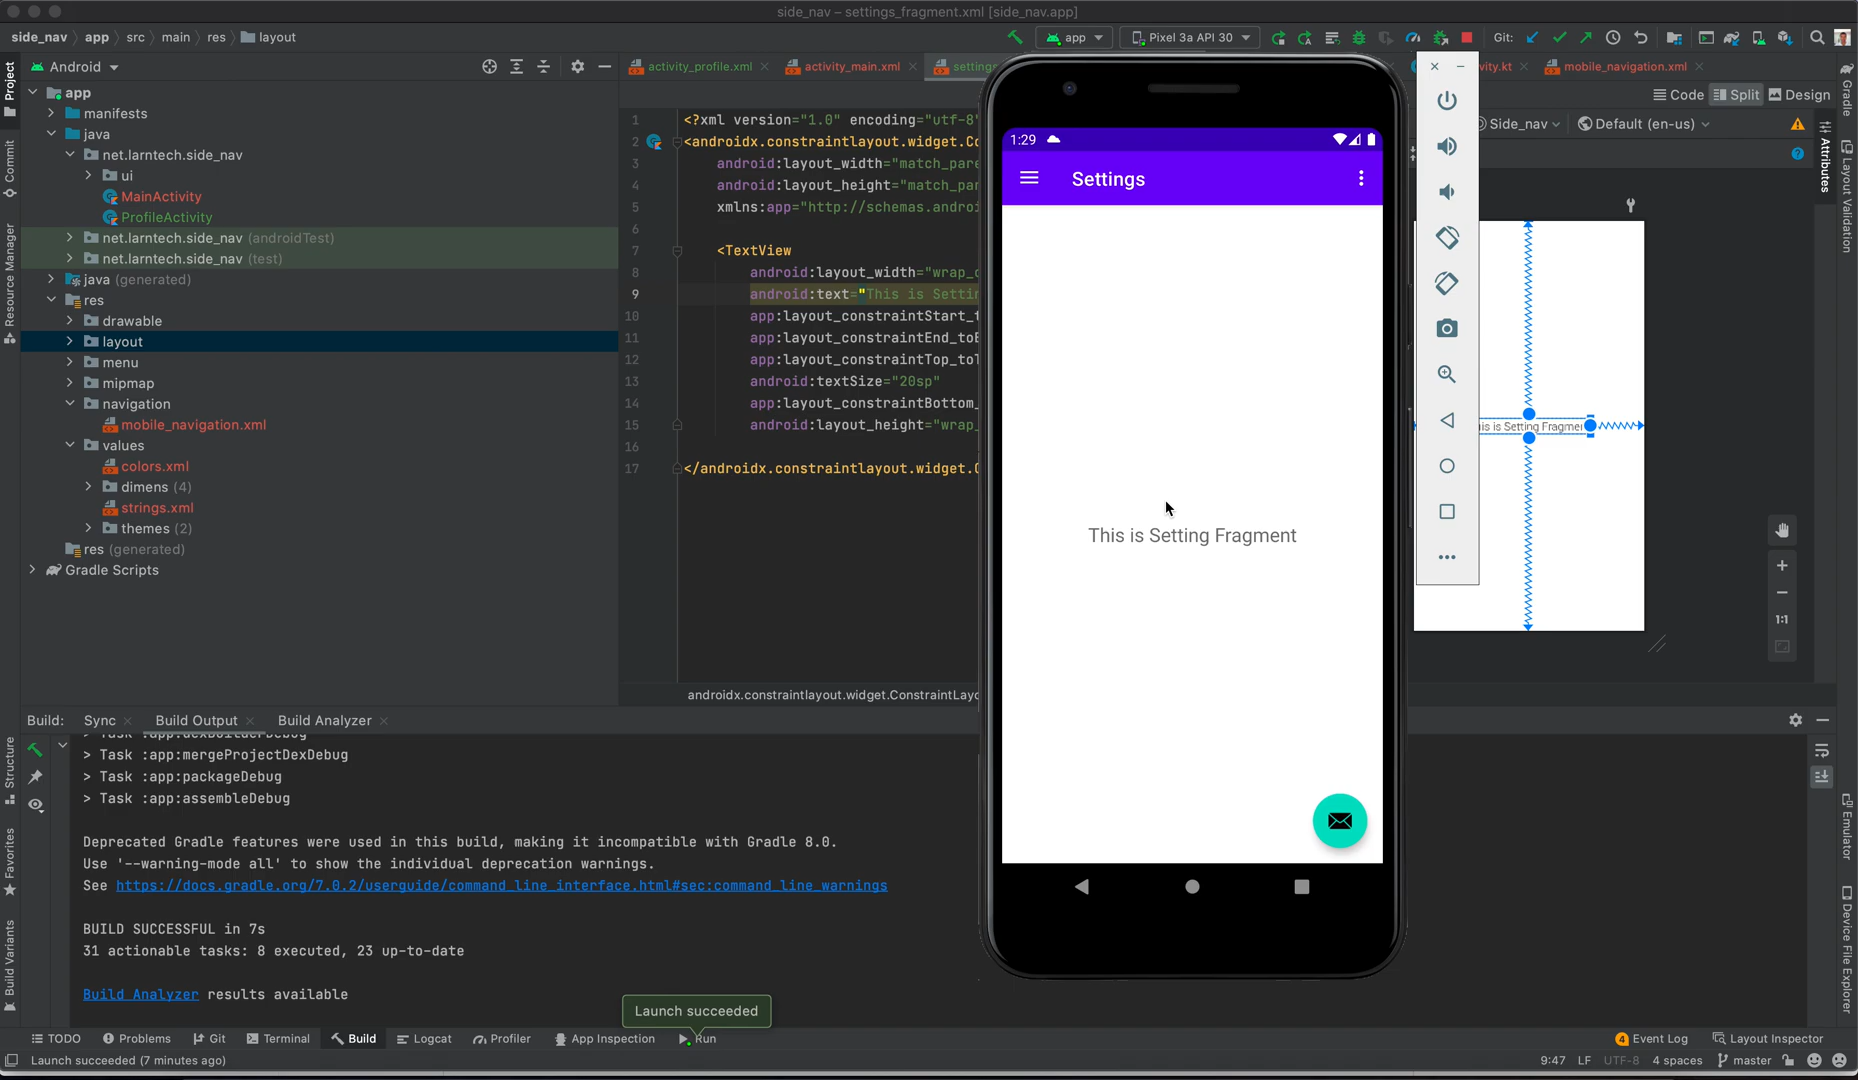 side_nav – settings_fragment.xml [side_nav.app]
side_nav
app
src
main
res
layout
app
Pixel 3a API 30
Git:
Project
Commit
Resource Manager
Structure
Favorites
Build Variants
Android
app
manifests
java
net.larntech.side_nav
ui
MainActivity
ProfileActivity
net.larntech.side_nav (androidTest)
net.larntech.side_nav (test)
java (generated)
res
drawable
layout
menu
mipmap
navigation
mobile_navigation.xml
values
colors.xml
dimens (4)
strings.xml
themes (2)
res (generated)
Gradle Scripts
activity_profile.xml
activity_main.xml
settings
vity.kt
mobile_navigation.xml
Code
Split
Design
Side_nav
Default (en-us)
1 <?xml version="1.0" encoding="utf-8"
2 <androidx.constraintlayout.widget.Co
3 android:layout_width="match_pare
4 android:layout_height="match_par
5 xmlns:app="http://schemas.androi
6
7 <TextView
8 android:layout_width="wrap_c
9 android:text="This is Settin
10 app:layout_constraintStart_t
11 app:layout_constraintEnd_toE
12 app:layout_constraintTop_toT
13 android:textSize="20sp"
14 app:layout_constraintBottom_
15 android:layout_height="wrap_
16
17 </androidx.constraintlayout.widget.C
androidx.constraintlayout.widget.ConstraintLayo
1:29
Settings
This is Setting Fragment
is is Setting Fragmen
1:1
Gradle
Attributes
Layout Validation
Emulator
Device File Explorer
Build:
Sync
Build Output
Build Analyzer
> Task :app:dexBuilderDebug
> Task :app:mergeProjectDexDebug
> Task :app:packageDebug
> Task :app:assembleDebug
Deprecated Gradle features were used in this build, making it incompatible with Gradle 8.0.
Use '--warning-mode all' to show the individual deprecation warnings.
See https://docs.gradle.org/7.0.2/userguide/command_line_interface.html#sec:command_line_warnings
BUILD SUCCESSFUL in 7s
31 actionable tasks: 8 executed, 23 up-to-date
Build Analyzer results available
Launch succeeded
TODO
Problems
Git
Terminal
Build
Logcat
Profiler
App Inspection
Run
4 Event Log
Layout Inspector
Launch succeeded (7 minutes ago)
9:47
LF
UTF-8
4 spaces
master